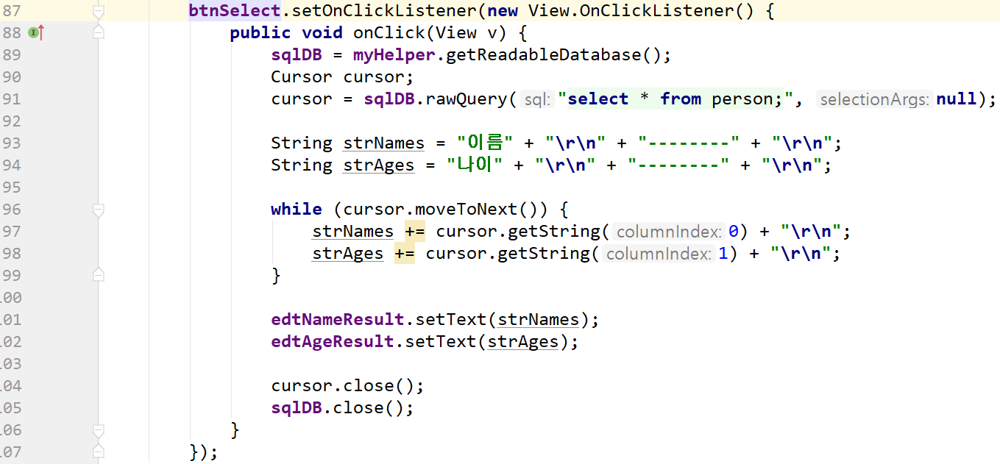 87 btnSelect.setOnClickListener(new View.OnClickListener() {
88 public void onClick(View v) {
89 sqlDB = myHelper.getReadableDatabase();
90 Cursor cursor;
91 cursor = sqlDB.rawQuery( sql: "select * from person;", selectionArgs: null);
92
93 String strNames = "이름" + "\r\n" + "--------" + "\r\n";
94 String strAges = "나이" + "\r\n" + "--------" + "\r\n";
95
96 while (cursor.moveToNext()) {
97 strNames += cursor.getString( columnIndex: 0) + "\r\n";
98 strAges += cursor.getString( columnIndex: 1) + "\r\n";
99 }
00
01 edtNameResult.setText(strNames);
02 edtAgeResult.setText(strAges);
03
04 cursor.close();
05 sqlDB.close();
06 }
07 });